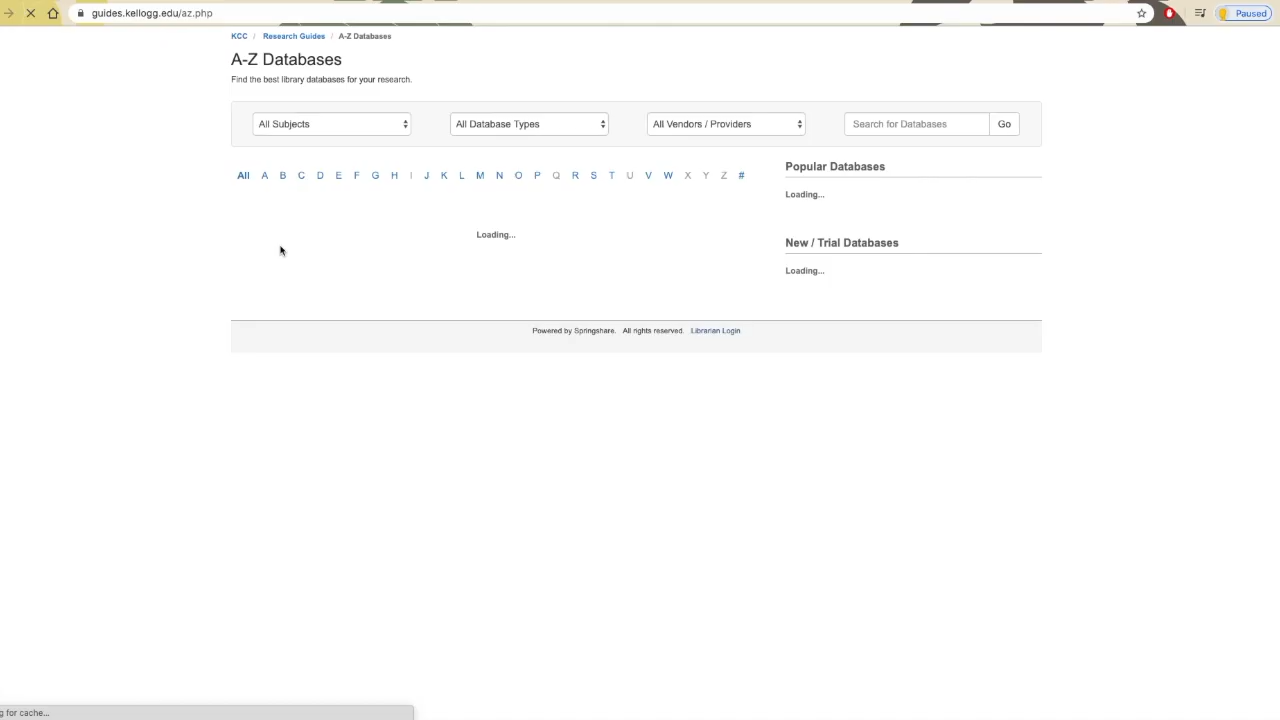 guides.kellogg.edu/az.php
Paused
KCC / Research Guides / A-Z Databases
A-Z Databases
Find the best library databases for your research.
All Subjects
All Database Types
All Vendors / Providers
Search for Databases
Go
All A B C D E F G H I J K L M N O P Q R S T U V W X Y Z #
Loading...
Popular Databases
Loading...
New / Trial Databases
Loading...
Powered by Springshare. All rights reserved. Librarian Login
g for cache...